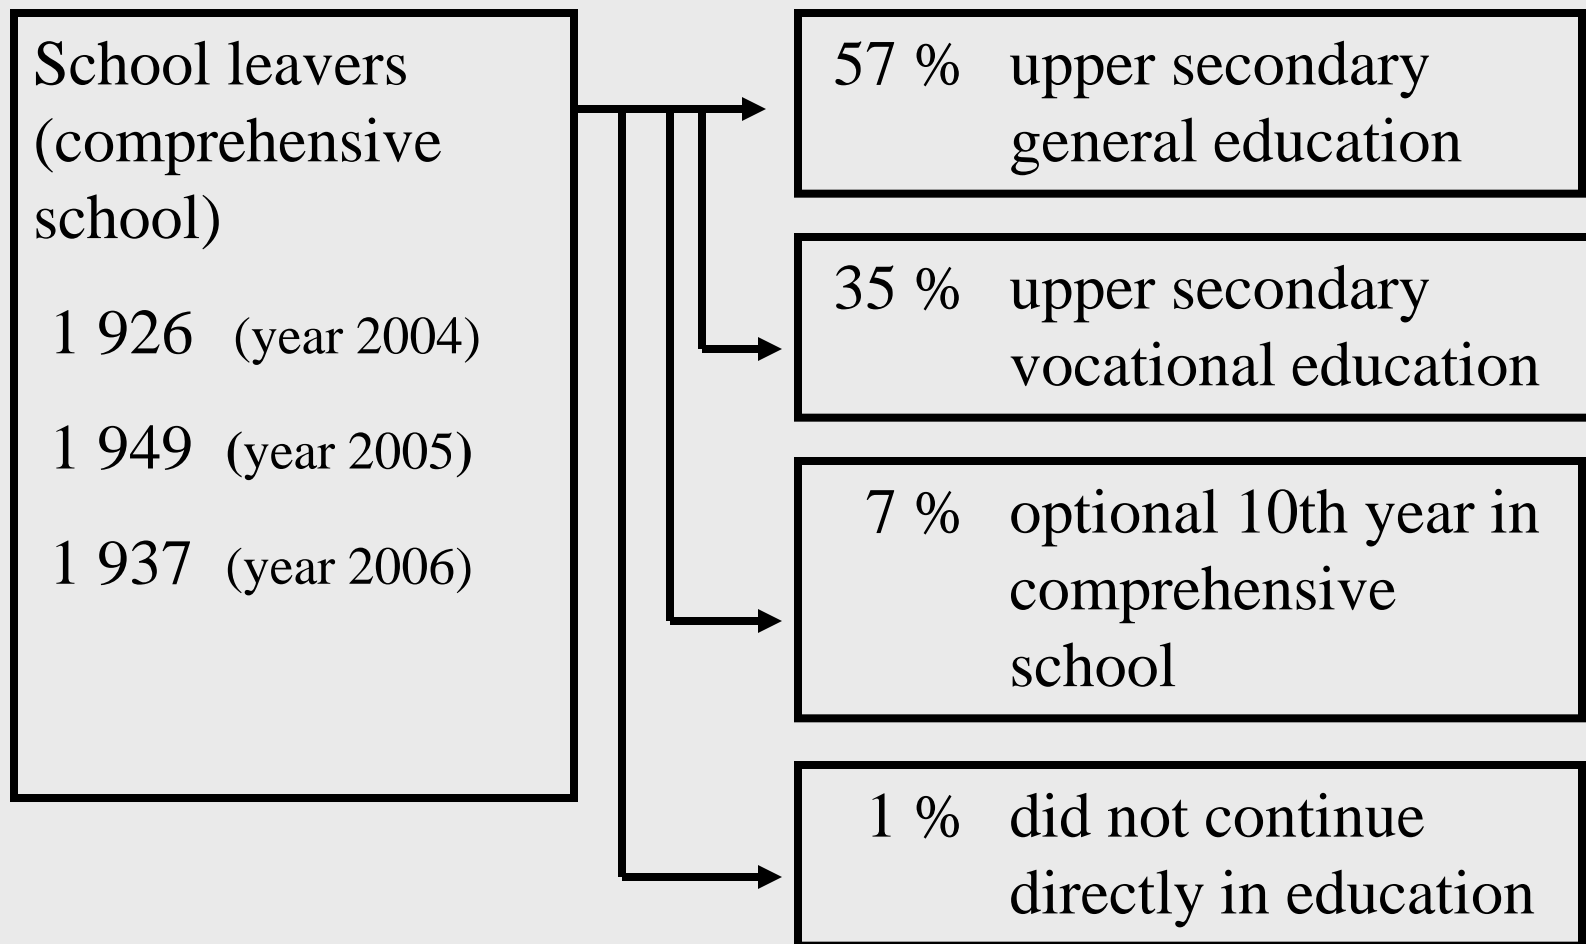 School leavers
(comprehensive
school)
1 926 (year 2004)
1 949 (year 2005)
1 937 (year 2006)
57 % upper secondary
general education
35 % upper secondary
vocational education
7 % optional 10th year in
comprehensive
school
1 % did not continue
directly in education